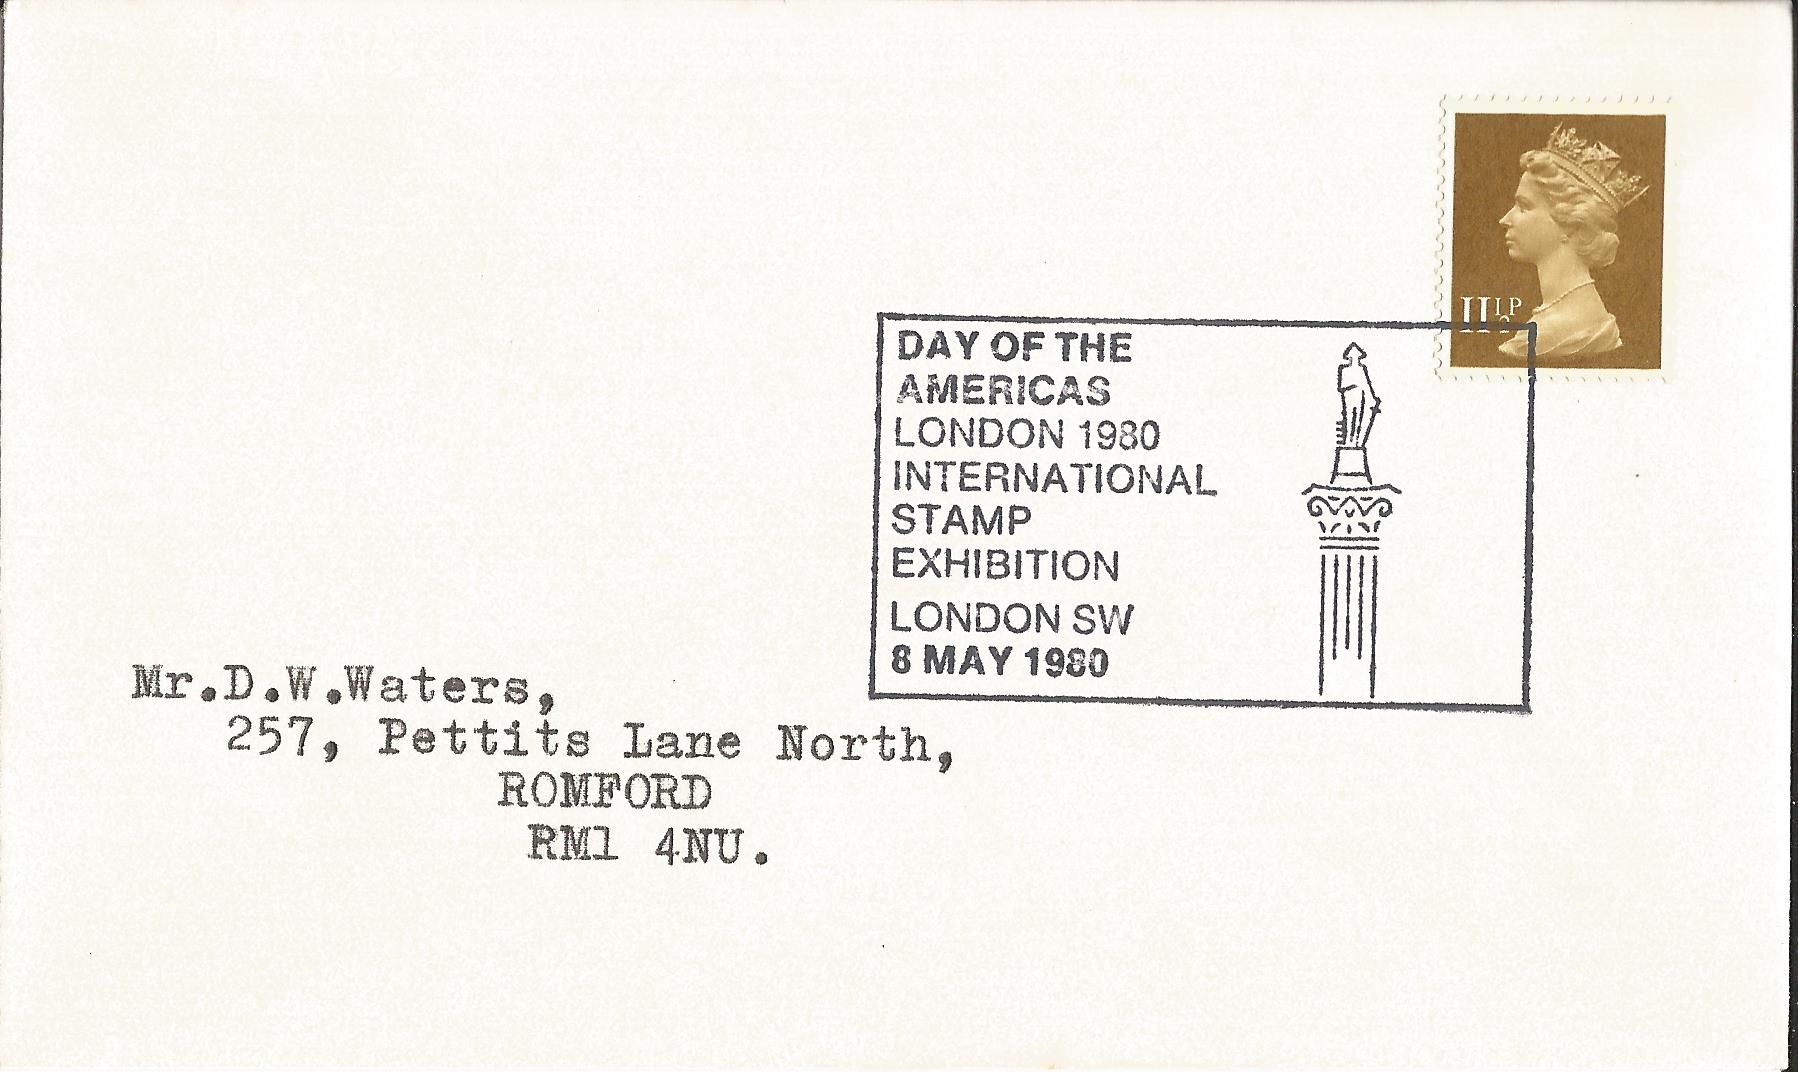 11½P
DAY OF THE
AMERICAS
LONDON 1980
INTERNATIONAL
STAMP
EXHIBITION
LONDON SW
8 MAY 1980
Mr.D.W.Waters,
257, Pettits Lane North,
ROMFORD
RM1 4NU.